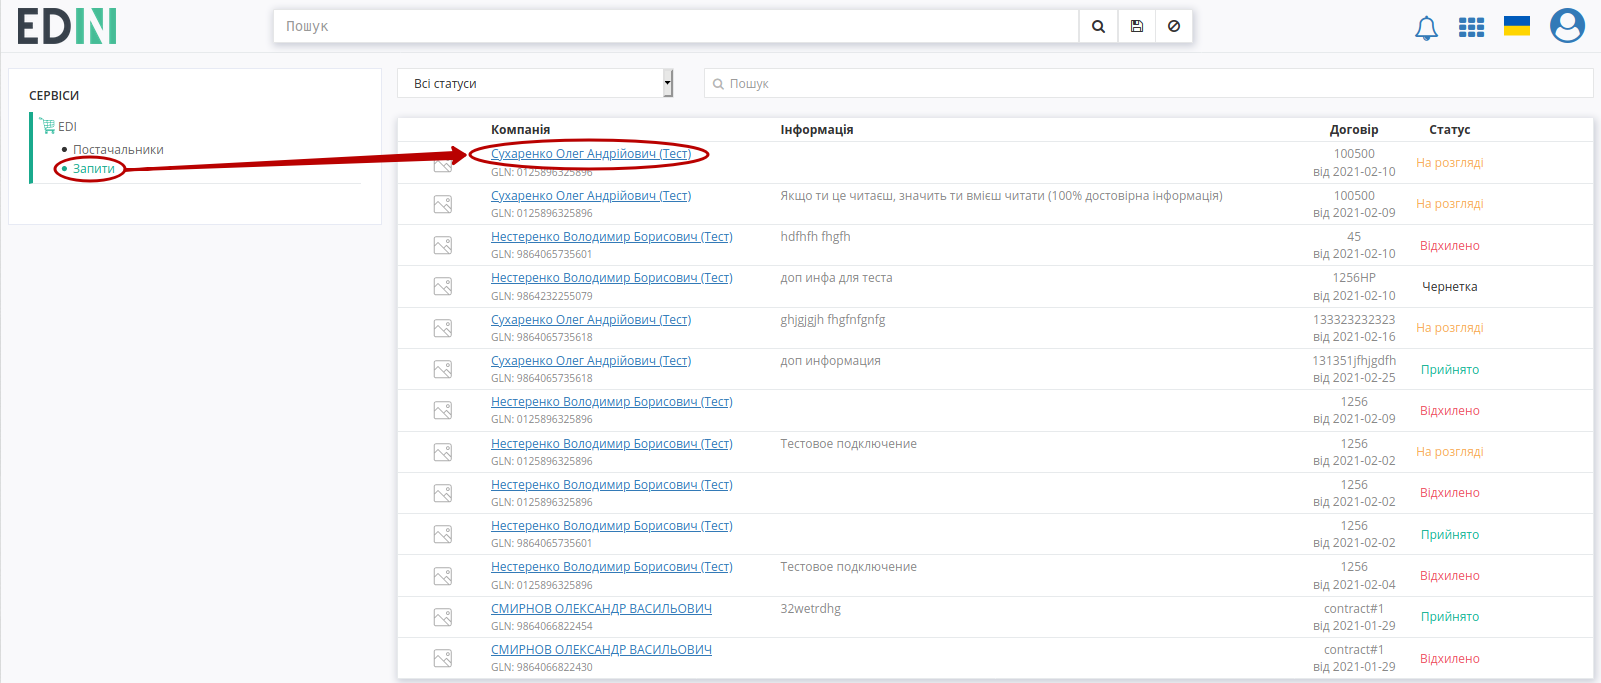 EDIN
Пошук
СЕРВІСИ
EDI
Постачальники
Запити
Всі статуси
Пошук
Компанія Інформація Договір Статус
Сухаренко Олег Андрійович (Тест) 100500
GLN: 0125896325896 від 2021-02-10 На розгляді
Сухаренко Олег Андрійович (Тест) Якщо ти це читаєш, значить ти вмієш читати (100% достовірна інформація) 100500
GLN: 0125896325896 від 2021-02-09 На розгляді
Нестеренко Володимир Борисович (Тест) hdfhfh fhgfh 45
GLN: 9864065735601 від 2021-02-10 Відхилено
Нестеренко Володимир Борисович (Тест) доп инфа для теста 1256НР
GLN: 9864232255079 від 2021-02-10 Чернетка
Сухаренко Олег Андрійович (Тест) ghjgjgjh fhgfnfgnfg 133323232323
GLN: 9864065735618 від 2021-02-16 На розгляді
Сухаренко Олег Андрійович (Тест) доп информация 131351jfhjgdfh
GLN: 9864065735618 від 2021-02-25 Прийнято
Нестеренко Володимир Борисович (Тест) 1256
GLN: 0125896325896 від 2021-02-09 Відхилено
Нестеренко Володимир Борисович (Тест) Тестовое подключение 1256
GLN: 0125896325896 від 2021-02-02 На розгляді
Нестеренко Володимир Борисович (Тест) 1256
GLN: 0125896325896 від 2021-02-02 Відхилено
Нестеренко Володимир Борисович (Тест) 1256
GLN: 9864065735601 від 2021-02-02 Прийнято
Нестеренко Володимир Борисович (Тест) Тестовое подключение 1256
GLN: 0125896325896 від 2021-02-04 Відхилено
СМИРНОВ ОЛЕКСАНДР ВАСИЛЬОВИЧ 32wetrdhg contract#1
GLN: 9864066822454 від 2021-01-29 Прийнято
СМИРНОВ ОЛЕКСАНДР ВАСИЛЬОВИЧ contract#1
GLN: 9864066822430 від 2021-01-29 Відхилено